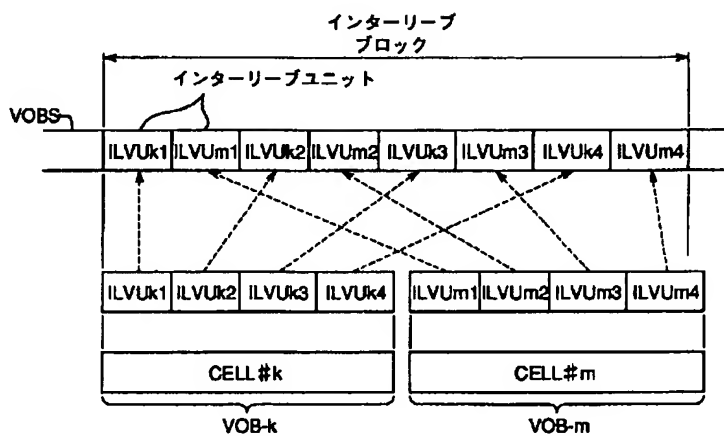 インターリーブ
ブロック
インターリーブユニット
VOBS
ILVUk1 ILVUm1 ILVUk2 ILVUm2 ILVUk3 ILVUm3 ILVUk4 ILVUm4
ILVUk1 ILVUk2 ILVUk3 ILVUk4 ILVUm1 ILVUm2 ILVUm3 ILVUm4
CELL#k CELL#m
VOB-k VOB-m